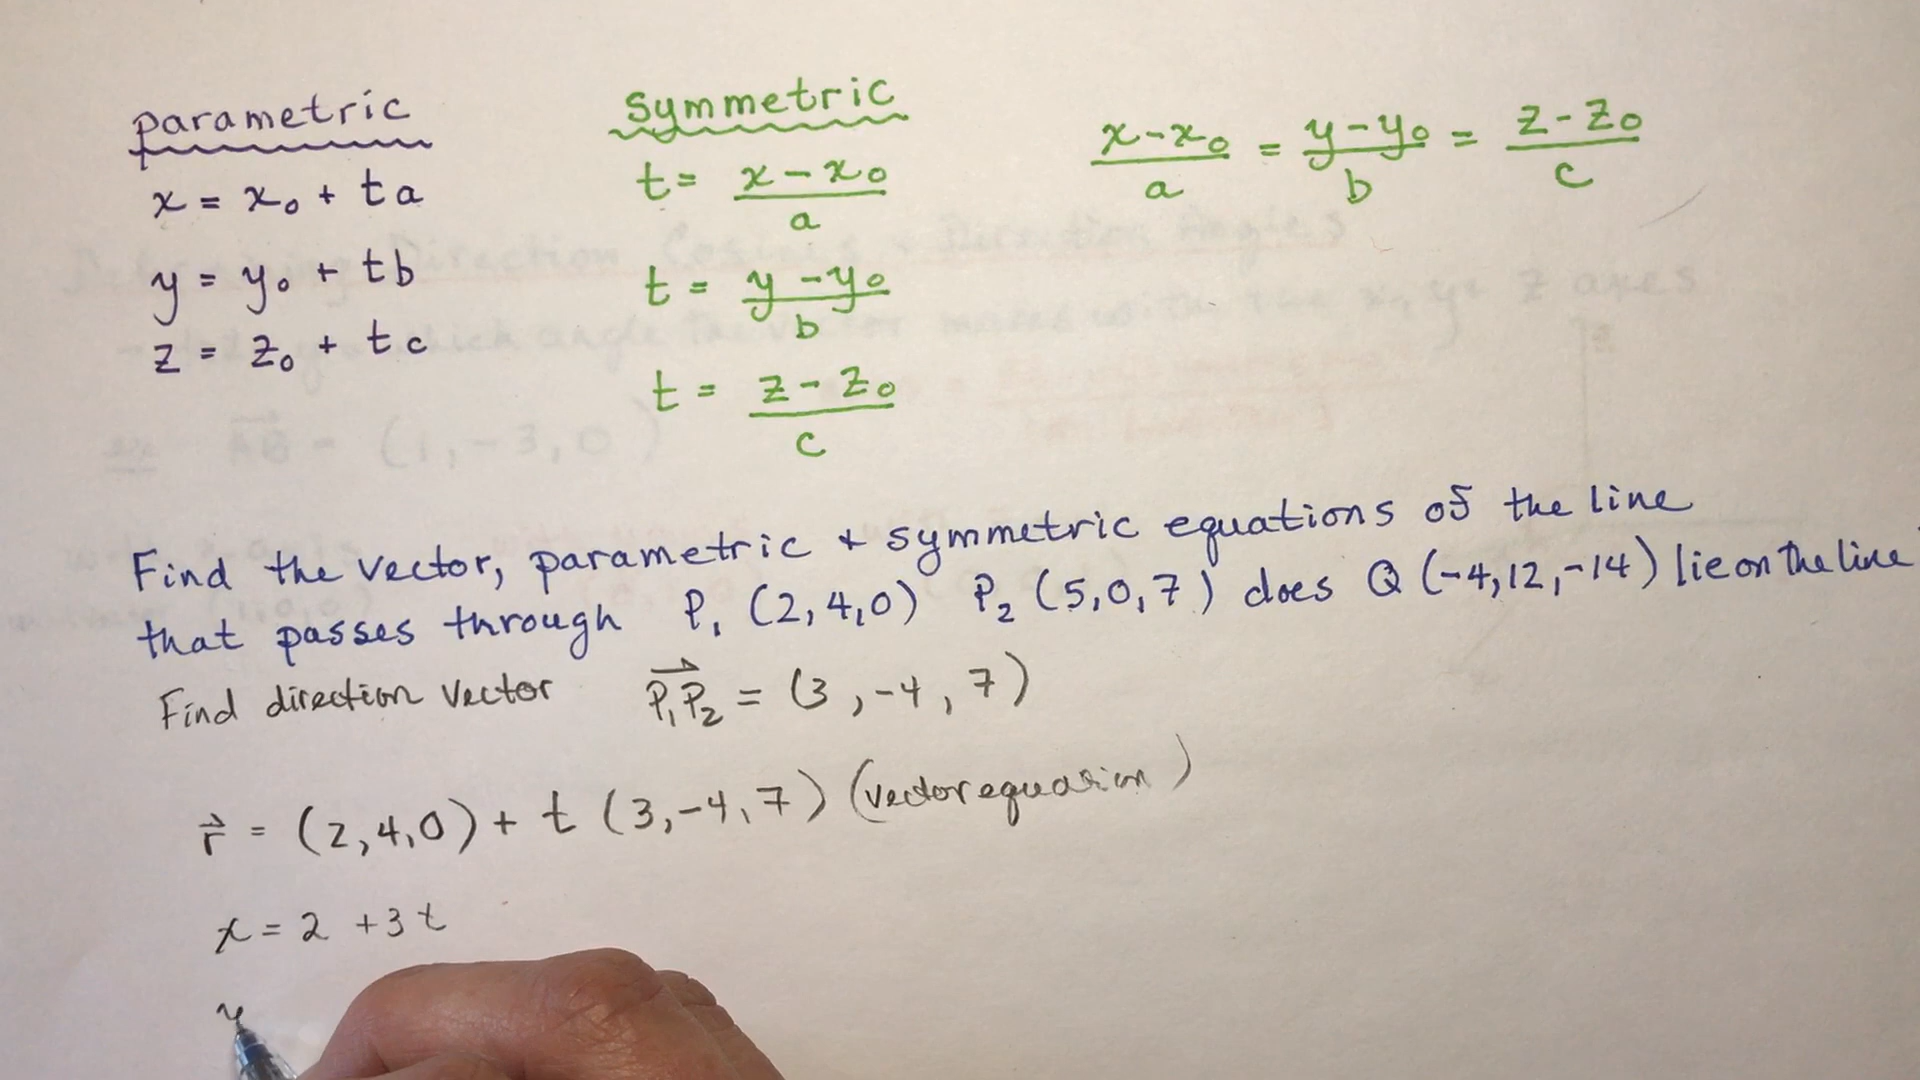 parametric
x = x₀ + ta
y = y₀ + tb
z = z₀ + tc
Symmetric
t = (x - x₀)/a
t = (y - y₀)/b
t = (z - z₀)/c
(x - x₀)/a = (y - y₀)/b = (z - z₀)/c
Find the vector, parametric + symmetric equations of the line
that passes through P₁ (2,4,0) P₂ (5,0,7) does Q (-4,12,-14) lie on the line
Find direction vector P₁P₂ = (3, -4, 7)
r = (2,4,0) + t (3,-4,7) (vector equation)
x = 2 + 3t